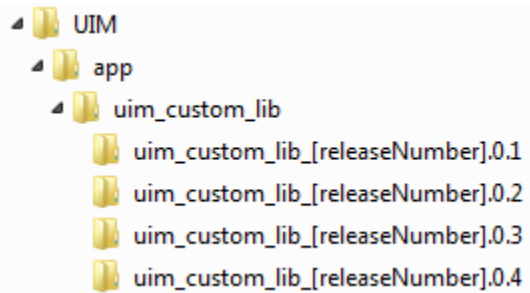 UIM
app
uim_custom_lib
uim_custom_lib_[releaseNumber].0.1
uim_custom_lib_[releaseNumber].0.2
uim_custom_lib_[releaseNumber].0.3
uim_custom_lib_[releaseNumber].0.4